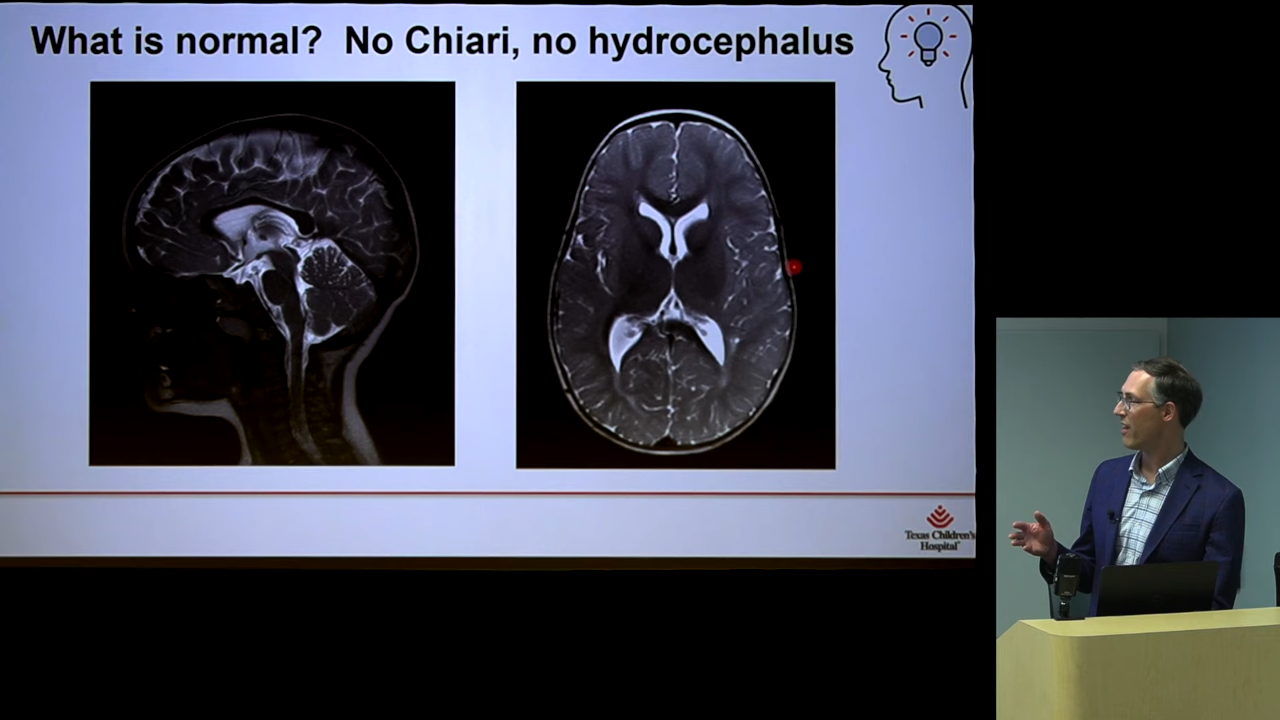 What is normal?  No Chiari, no hydrocephalus
Texas Children's
Hospital